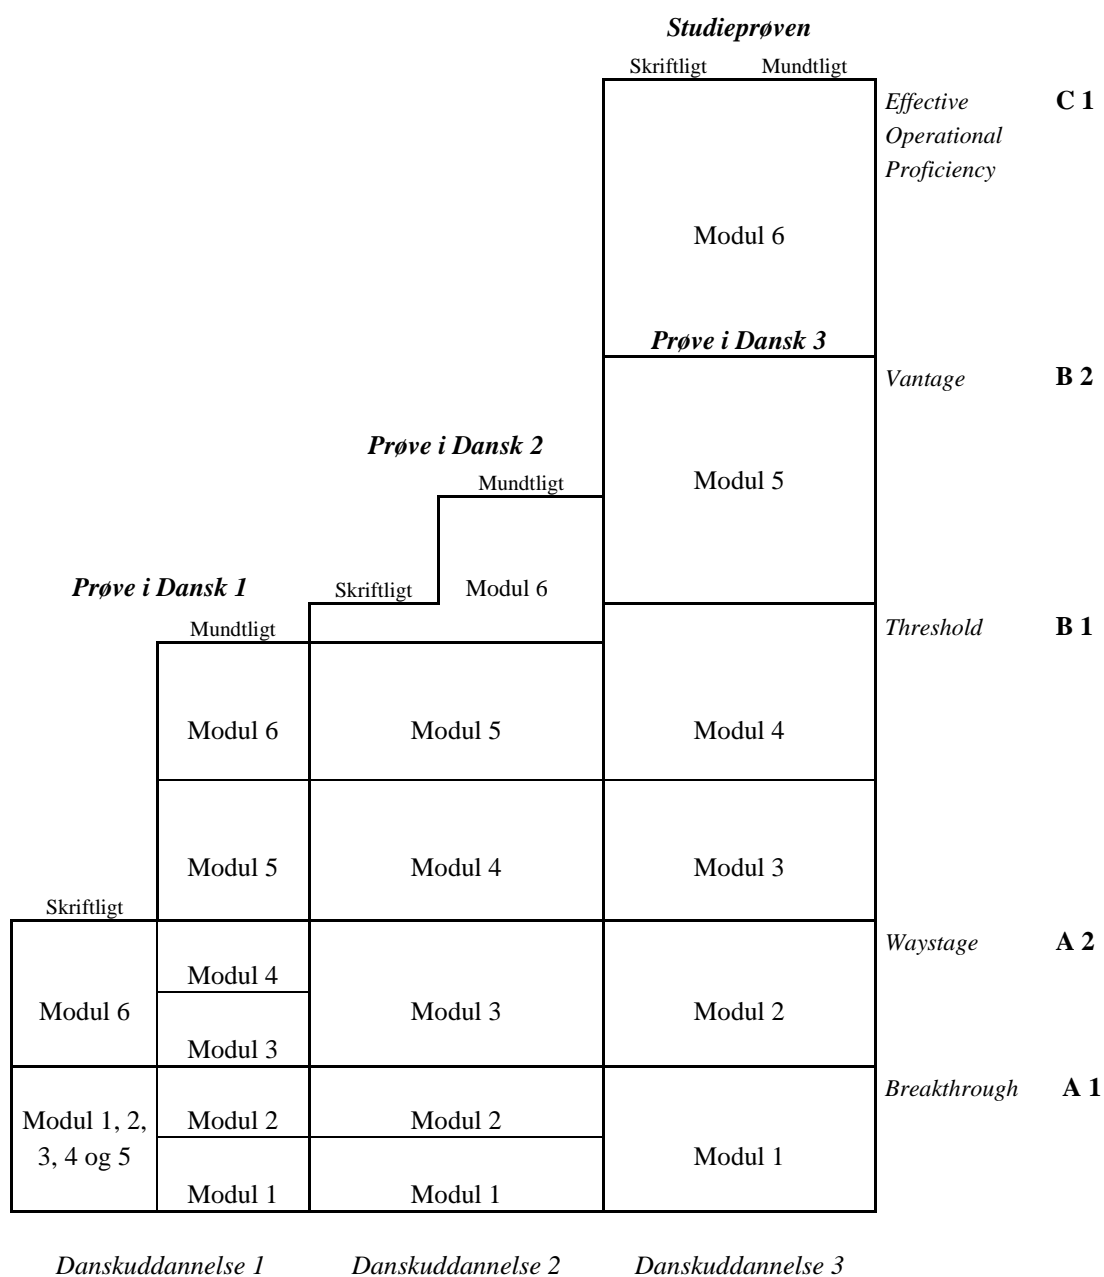 Studieprøven
Skriftligt Mundtligt
Effective C 1
Operational
Proficiency
Modul 6
Prøve i Dansk 3
Vantage B 2
Prøve i Dansk 2
Mundtligt
Modul 5
Prøve i Dansk 1
Skriftligt
Modul 6
Mundtligt
Threshold B 1
Modul 6 Modul 5 Modul 4
Modul 5 Modul 4 Modul 3
Skriftligt
Waystage A 2
Modul 4
Modul 6 Modul 3 Modul 2
Modul 3
Breakthrough A 1
Modul 1, 2, Modul 2 Modul 2
3, 4 og 5 Modul 1
Modul 1 Modul 1
Danskuddannelse 1 Danskuddannelse 2 Danskuddannelse 3